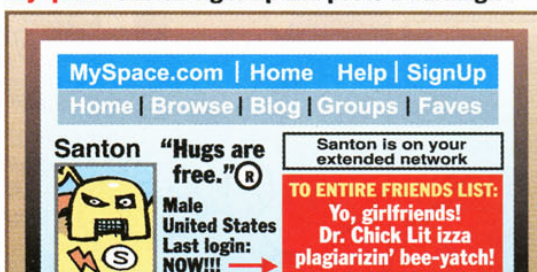 MySpace.com | Home Help | SignUp
Home | Browse | Blog | Groups | Faves
Santon
"Hugs are
free."®
Male
United States
Last login:
NOW!!!
S
Santon is on your
extended network
TO ENTIRE FRIENDS LIST:
Yo, girlfriends!
Dr. Chick Lit izza
plagiarizin' bee-yatch!